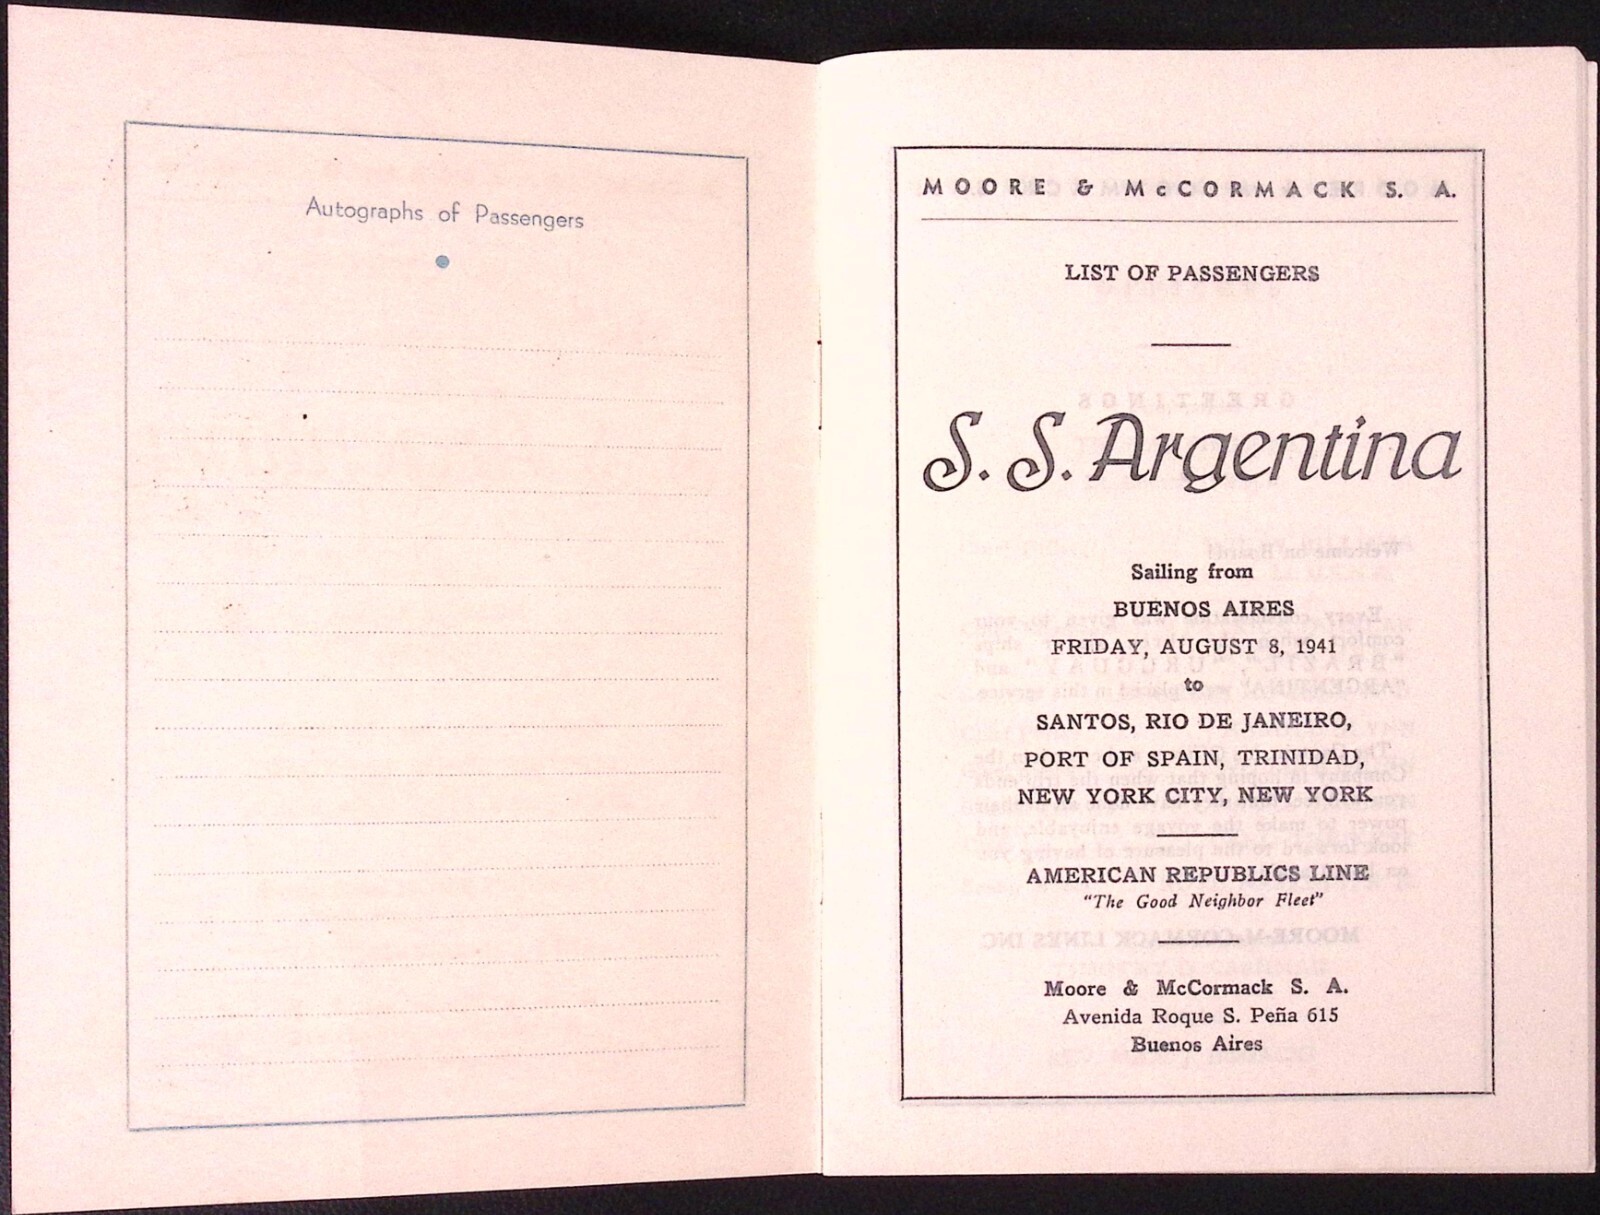 Autographs of Passengers
MOORE & McCORMACK S. A.
LIST OF PASSENGERS
S. S. Argentina
Sailing from
BUENOS AIRES
FRIDAY, AUGUST 8, 1941
to
SANTOS, RIO DE JANEIRO,
PORT OF SPAIN, TRINIDAD,
NEW YORK CITY, NEW YORK
AMERICAN REPUBLICS LINE
"The Good Neighbor Fleet"
Moore & McCormack S. A.
Avenida Roque S. Peña 615
Buenos Aires